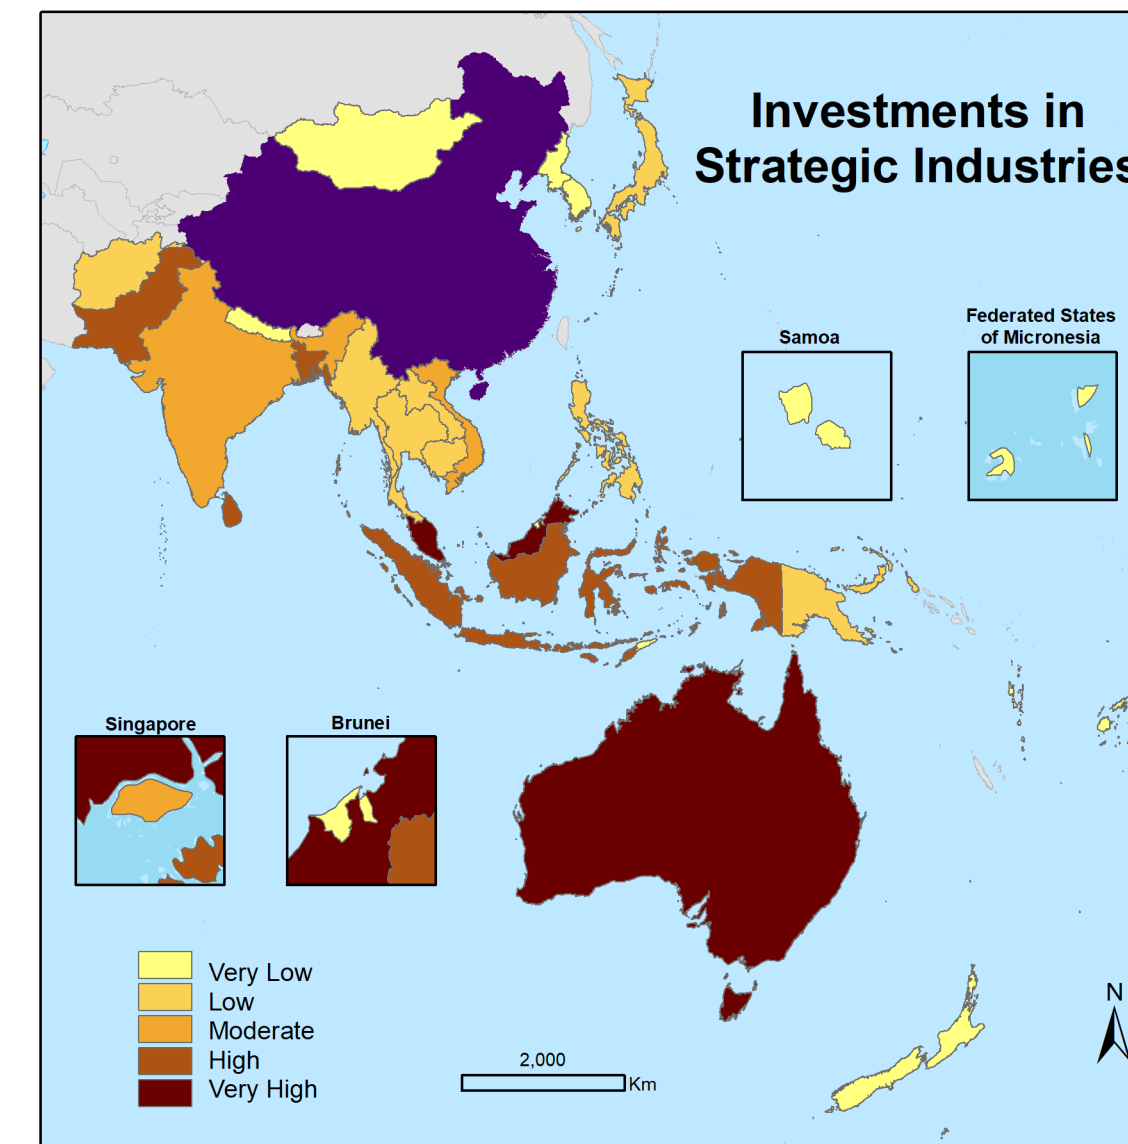 Investments in
Strategic Industries
Samoa
Federated States
of Micronesia
Singapore
Brunei
Very Low
Low
Moderate
High
Very High
2,000
Km
N